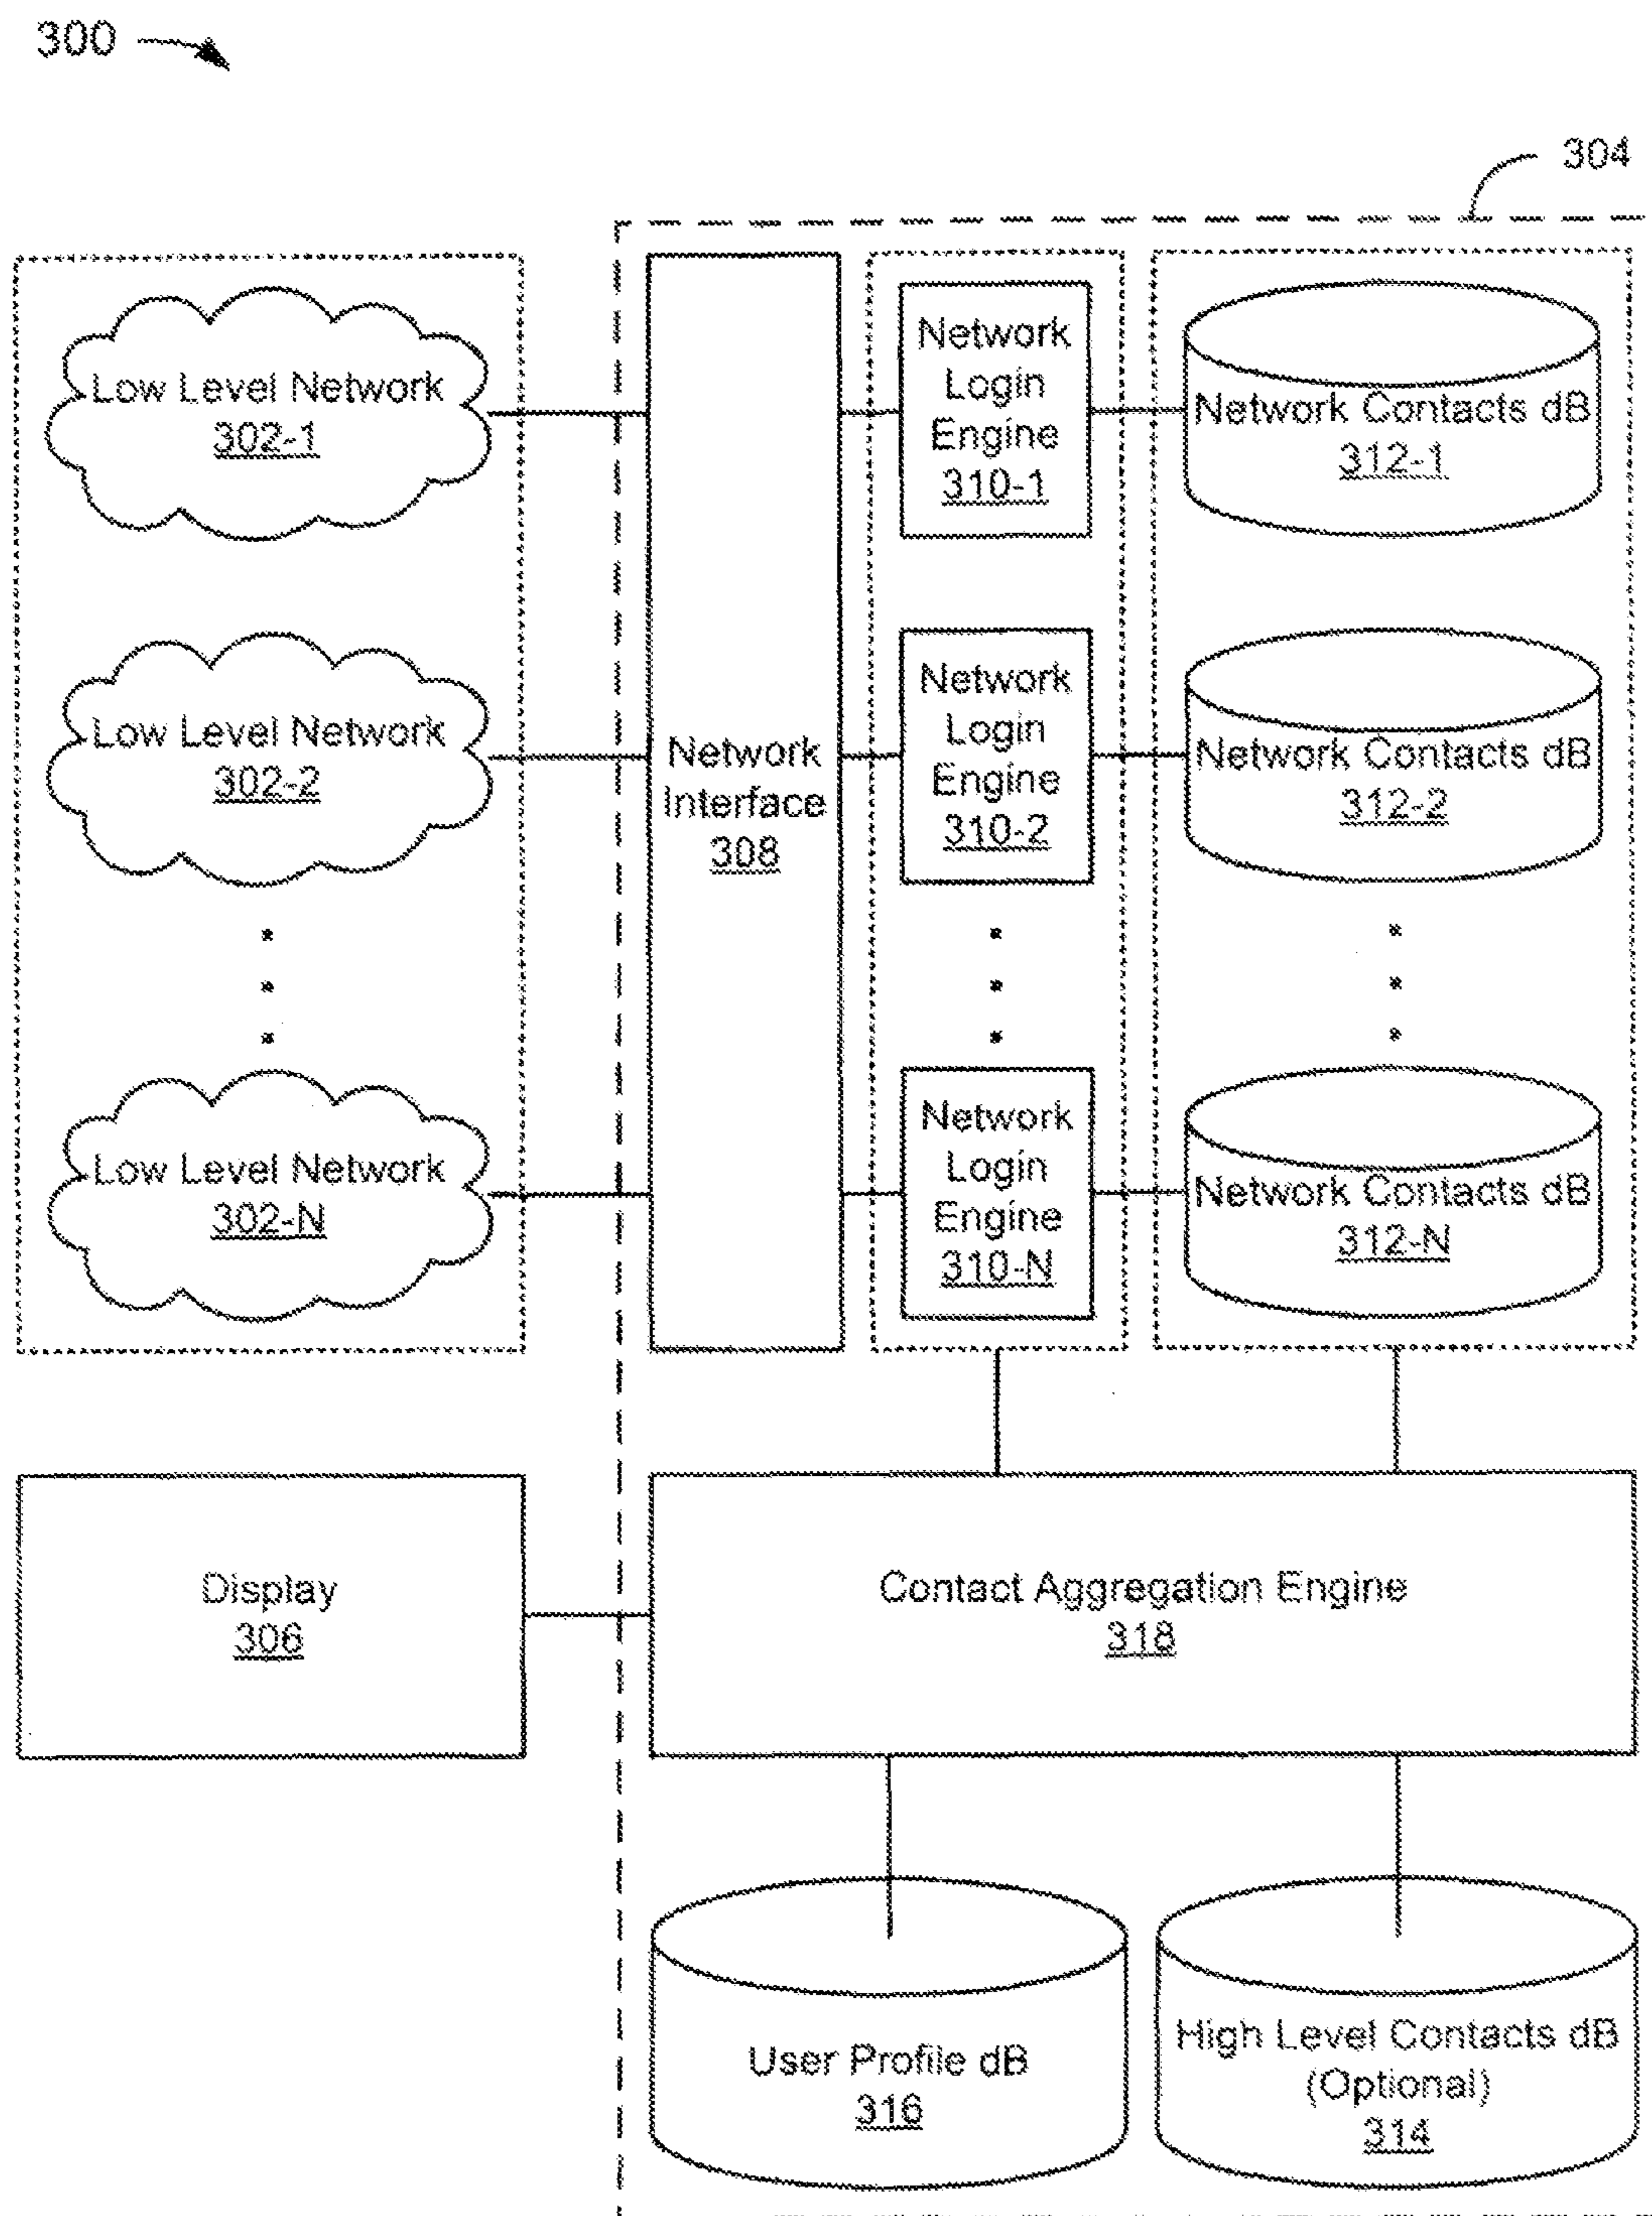 300
304
Low Level Network
302-1
Network
Login
Engine
310-1
Network Contacts dB
312-1
Low Level Network
302-2
Network
Interface
308
Network
Login
Engine
310-2
Network Contacts dB
312-2
Low Level Network
302-N
Network
Login
Engine
310-N
Network Contacts dB
312-N
Display
306
Contact Aggregation Engine
318
User Profile dB
316
High Level Contacts dB
(Optional)
314